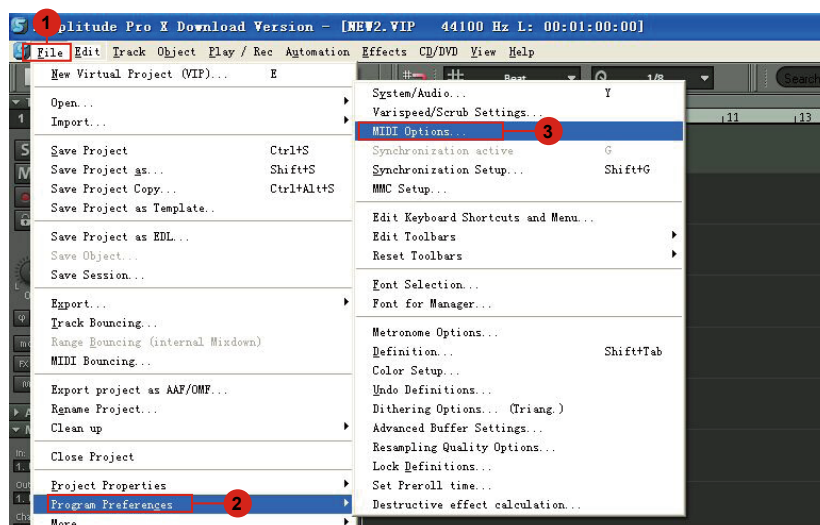 1
plitude Pro X Download Version - [NEW2.VIP 44100 Hz L: 00:01:00:00]
File Edit Track Object Play / Rec Automation Effects CD/DVD View Help
New Virtual Project (VIP)... E
Open...
Import...
Save Project Ctrl+S
Save Project as... Shift+S
Save Project Copy... Ctrl+Alt+S
Save Project as Template..
Save Project as EDL...
Save Object...
Save Session...
Export...
Track Bouncing...
Range Bouncing (internal Mixdown)
MIDI Bouncing...
Export project as AAF/OMF...
Rename Project...
Clean up
Close Project
Project Properties
Program Preferences 2
More
Beat 1/8 Search
11 13
System/Audio... Y
Varispeed/Scrub Settings...
MIDI Options... 3
Synchronization active G
Synchronization Setup... Shift+G
MMC Setup...
Edit Keyboard Shortcuts and Menu...
Edit Toolbars
Reset Toolbars
Font Selection...
Font for Manager...
Metronome Options...
Definition... Shift+Tab
Color Setup...
Undo Definitions...
Dithering Options... (Triang.)
Advanced Buffer Settings...
Resampling Quality Options...
Lock Definitions...
Set Preroll time...
Destructive effect calculation...
1
S
M
In:
Out
Cha